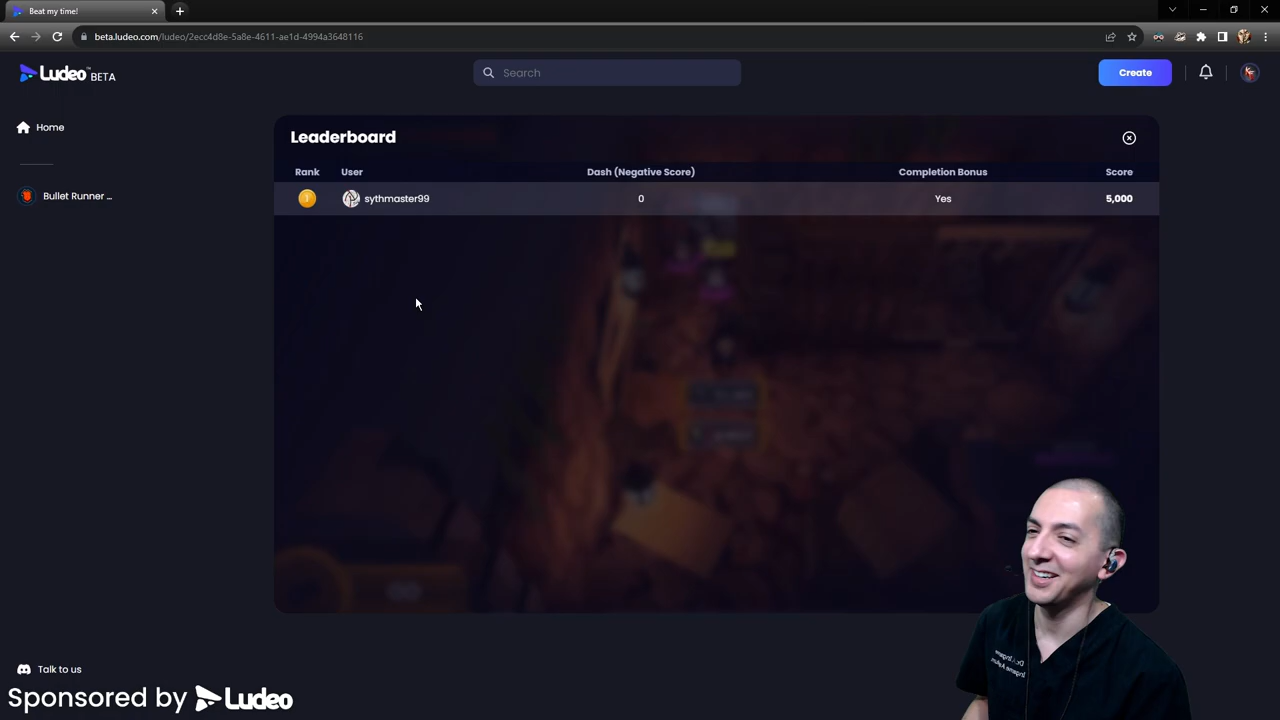 Beat my time!
beta.ludeo.com/ludeo/2ecc4d8e-5a8e-4611-ae1d-4994a3648116
Ludeo™ BETA
Search
Create
Home
Bullet Runner ...
Leaderboard
Rank User Dash (Negative Score) Completion Bonus Score
1 sythmaster99 0 Yes 5,000
Talk to us
Sponsored by Ludeo